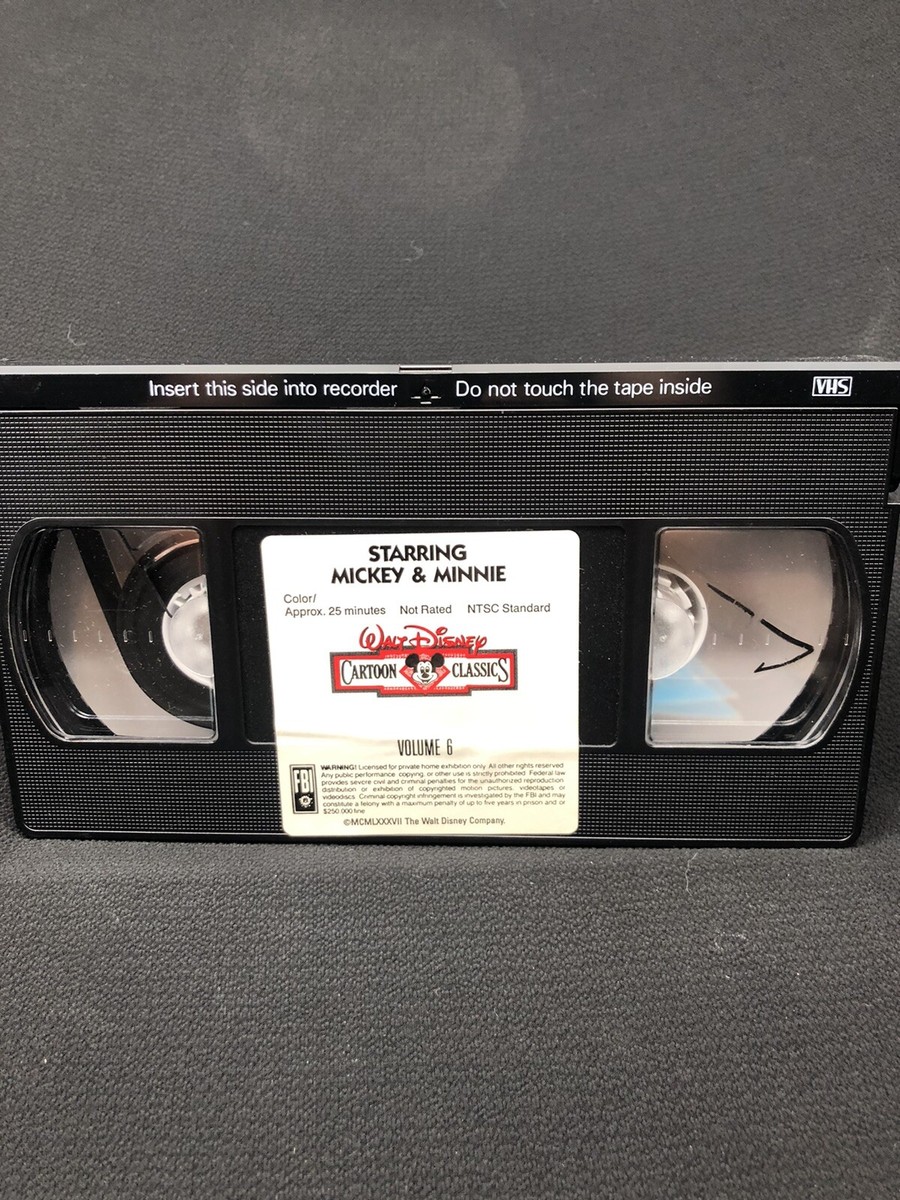 Insert this side into recorder Do not touch the tape inside VHS
STARRING
MICKEY & MINNIE
Color/
Approx. 25 minutes Not Rated NTSC Standard
Walt Disney
CARTOON CLASSICS
VOLUME 6
FBI
WARNING! Licensed for private home exhibition only. All other rights reserved.
Any public performance, copying, or other use is strictly prohibited. Federal law
provides severe civil and criminal penalties for the unauthorized reproduction,
distribution or exhibition of copyrighted motion pictures, videotapes or
videodiscs. Criminal copyright infringement is investigated by the FBI and may
constitute a felony with a maximum penalty of up to five years in prison and or
$250,000 fine.
©MCMLXXXVII The Walt Disney Company.